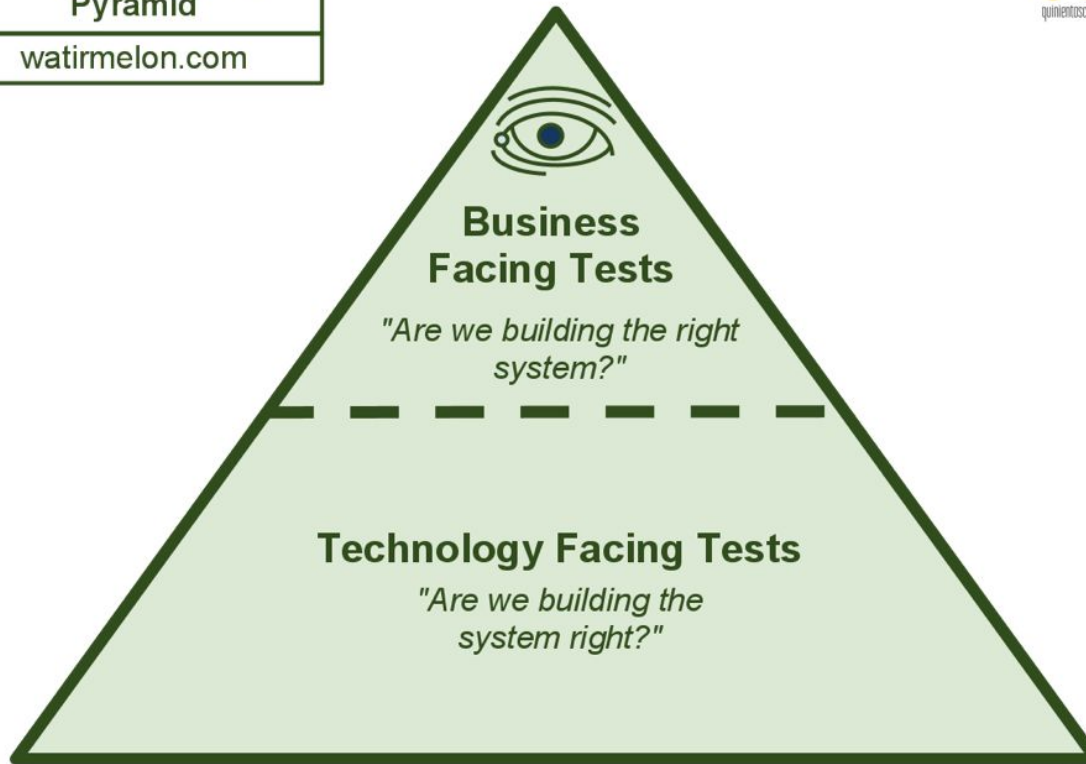 Pyramid
watirmelon.com
Business
Facing Tests
"Are we building the right
system?"
Technology Facing Tests
"Are we building the
system right?"